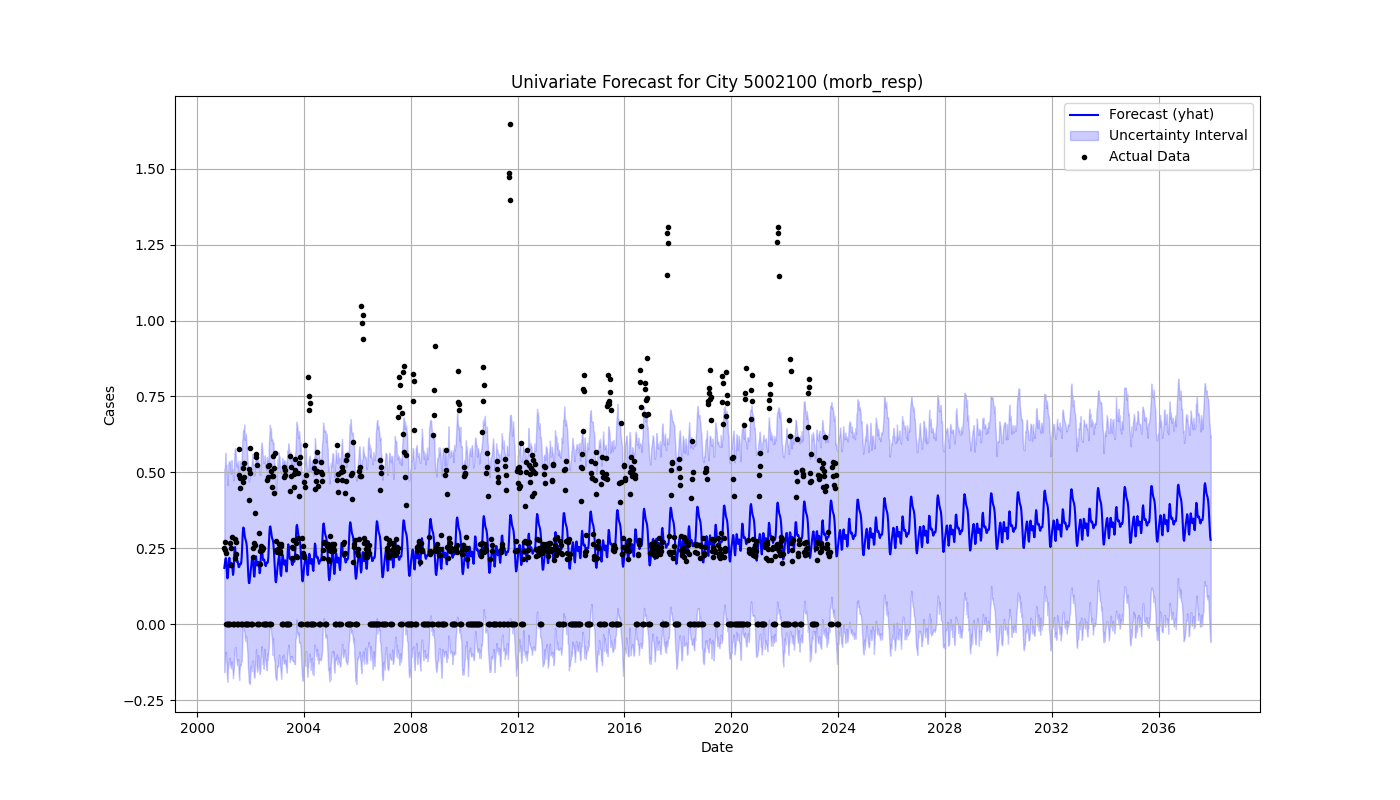 Univariate Forecast for City 5002100 (morb_resp)
Forecast (yhat)
Uncertainty Interval
Actual Data
1.50
1.25
1.00
0.75
0.50
0.25
0.00
−0.25
Cases
2000 2004 2008 2012 2016 2020 2024 2028 2032 2036
Date